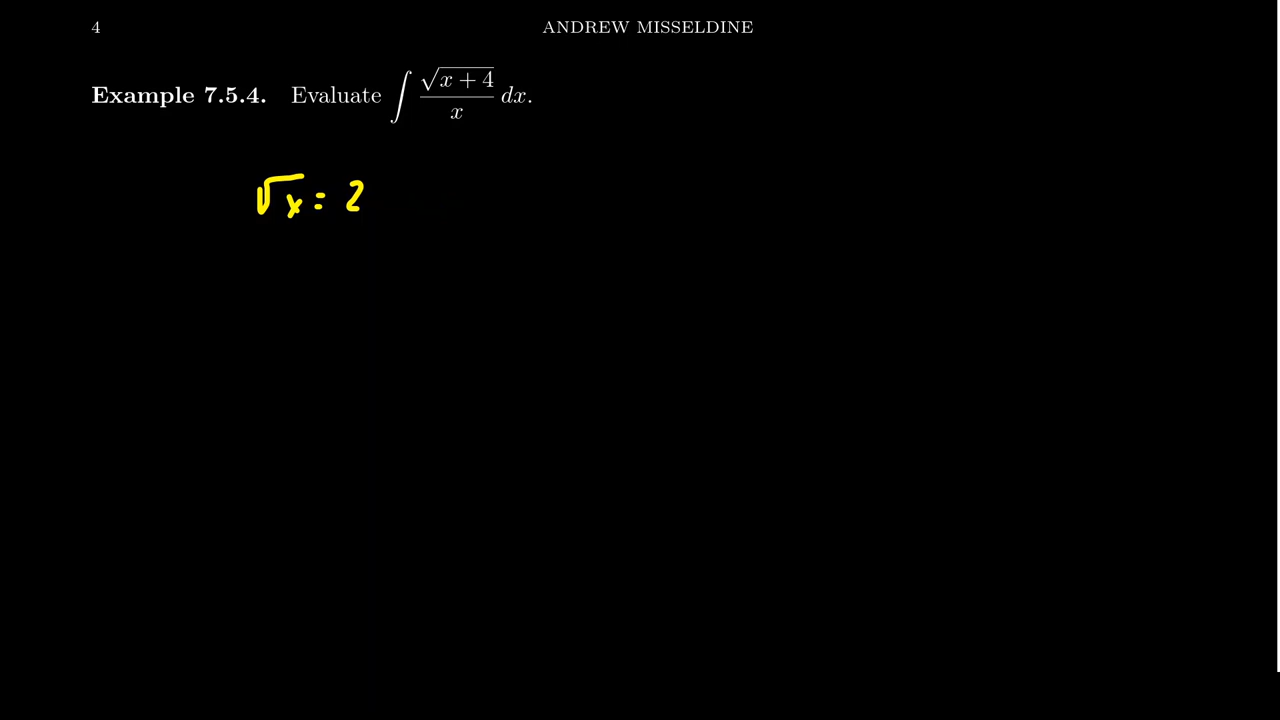 4 ANDREW MISSELDINE
Example 7.5.4. Evaluate ∫ √(x + 4) / x dx.
√x = 2